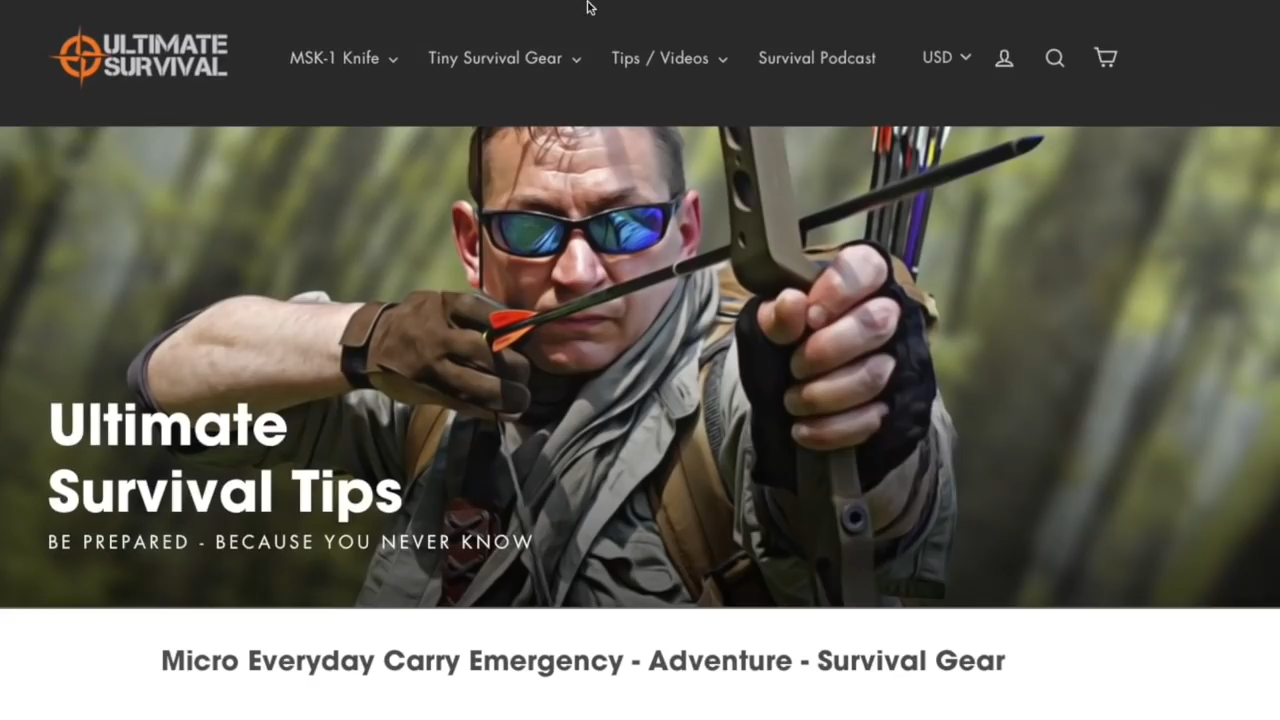 ULTIMATE
SURVIVAL
MSK-1 Knife Tiny Survival Gear Tips / Videos Survival Podcast USD
Ultimate
Survival Tips
BE PREPARED - BECAUSE YOU NEVER KNOW
Micro Everyday Carry Emergency - Adventure - Survival Gear